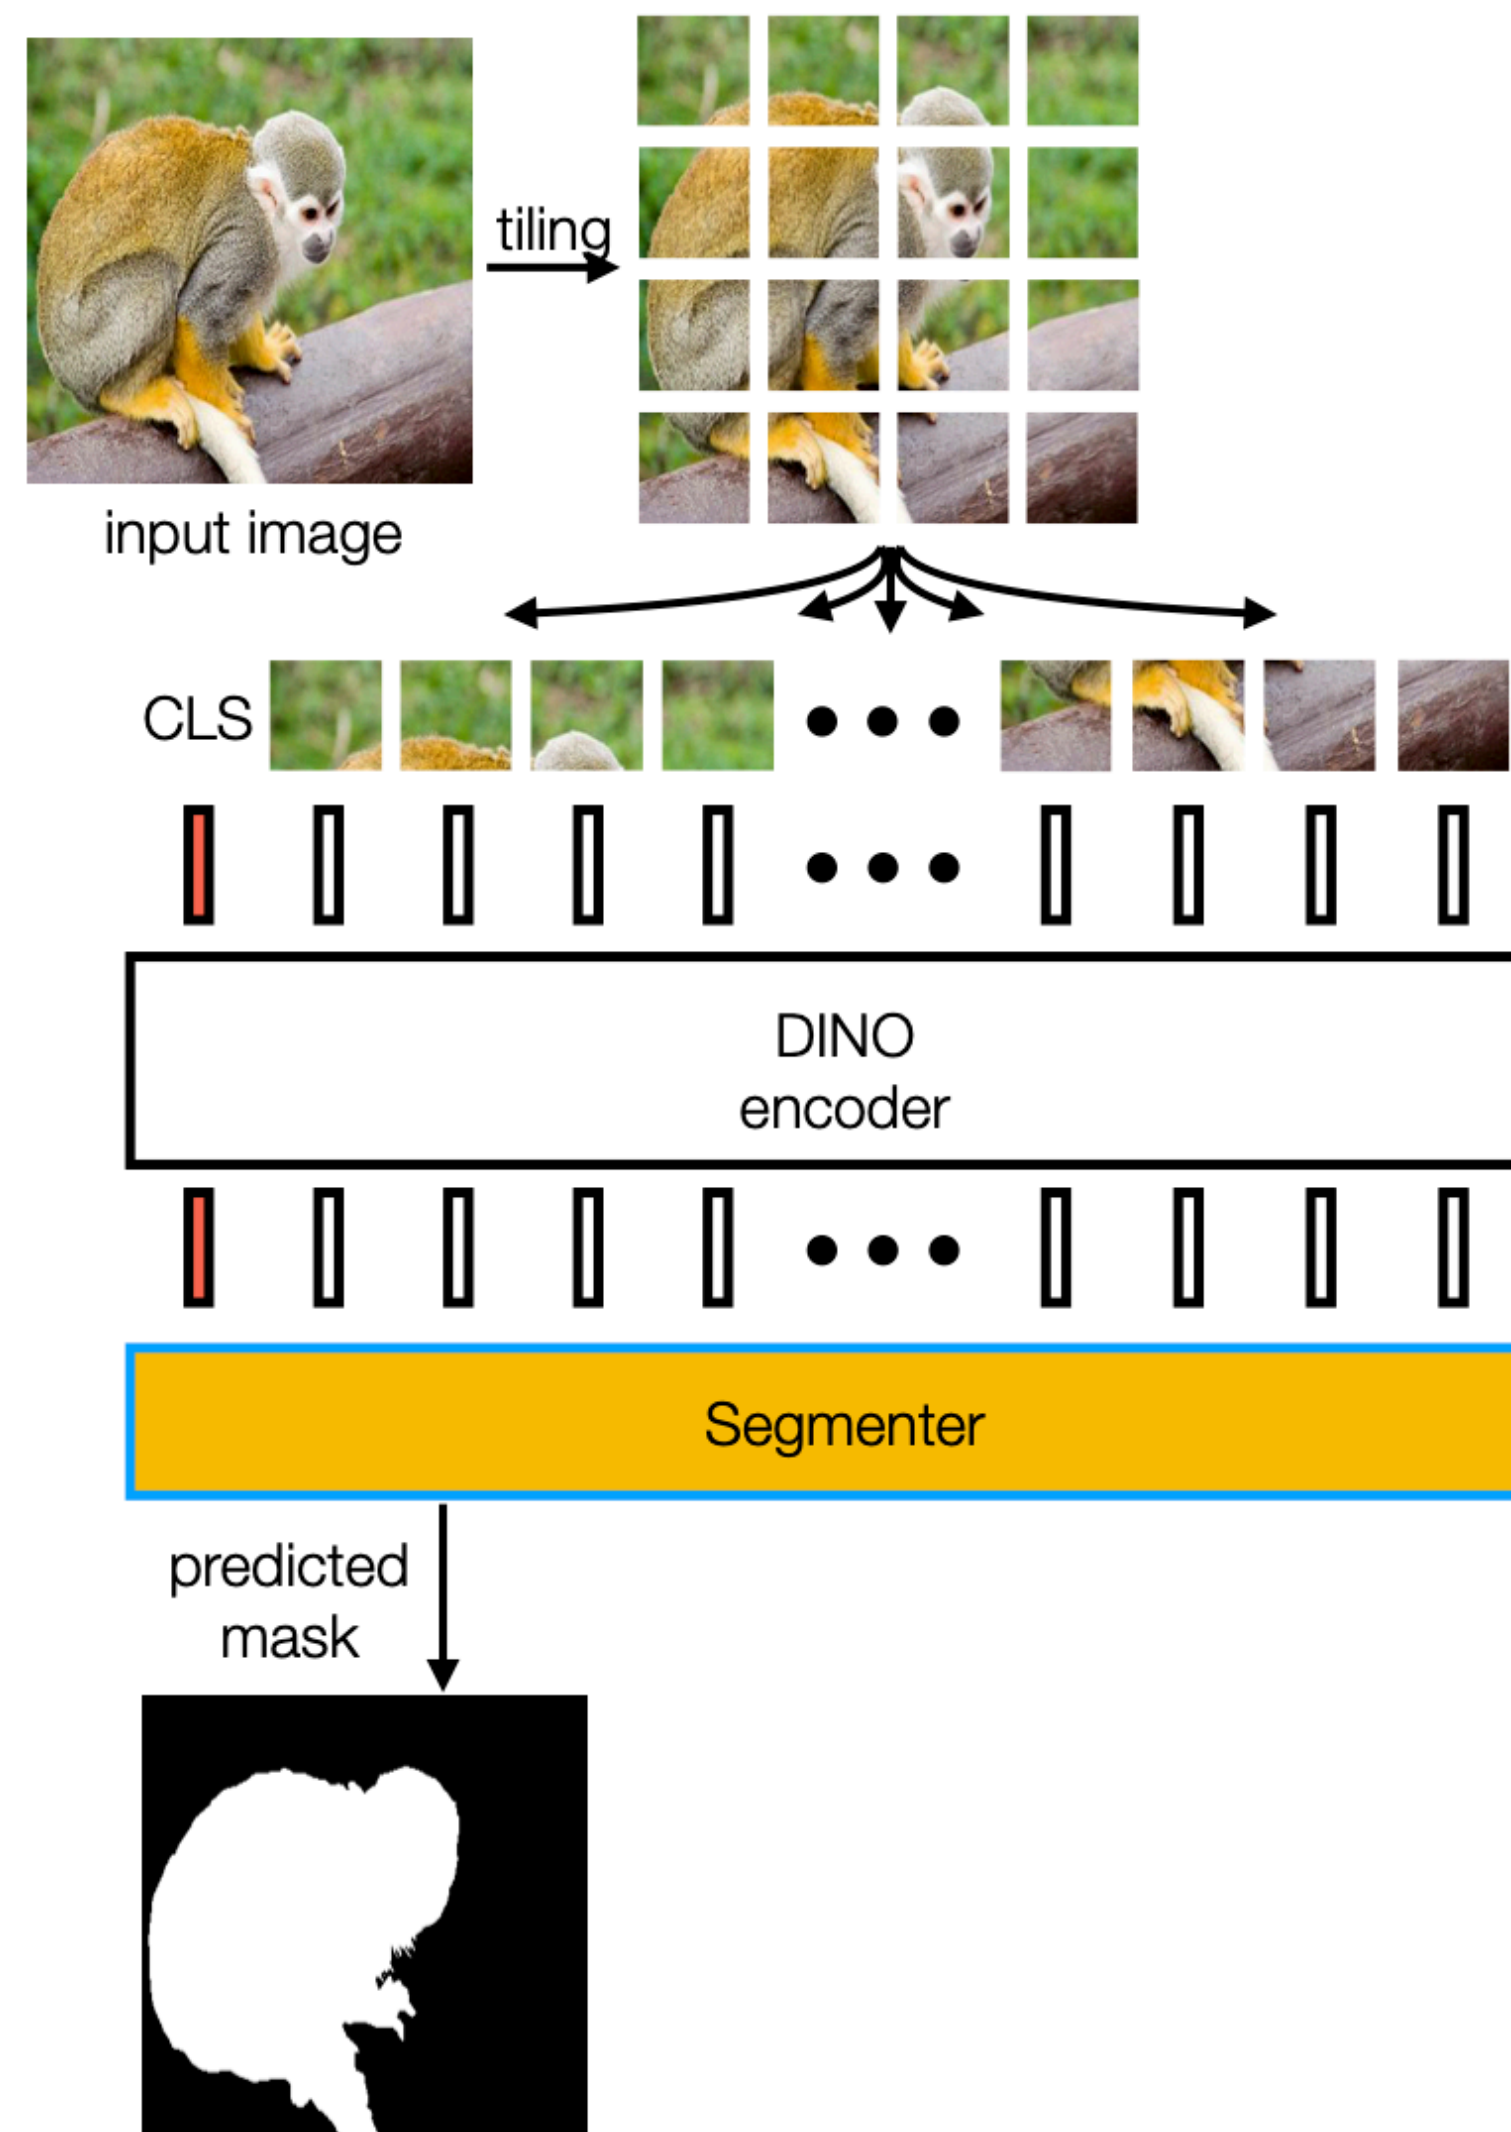 tiling
input image
CLS
DINO
encoder
Segmenter
predicted
mask